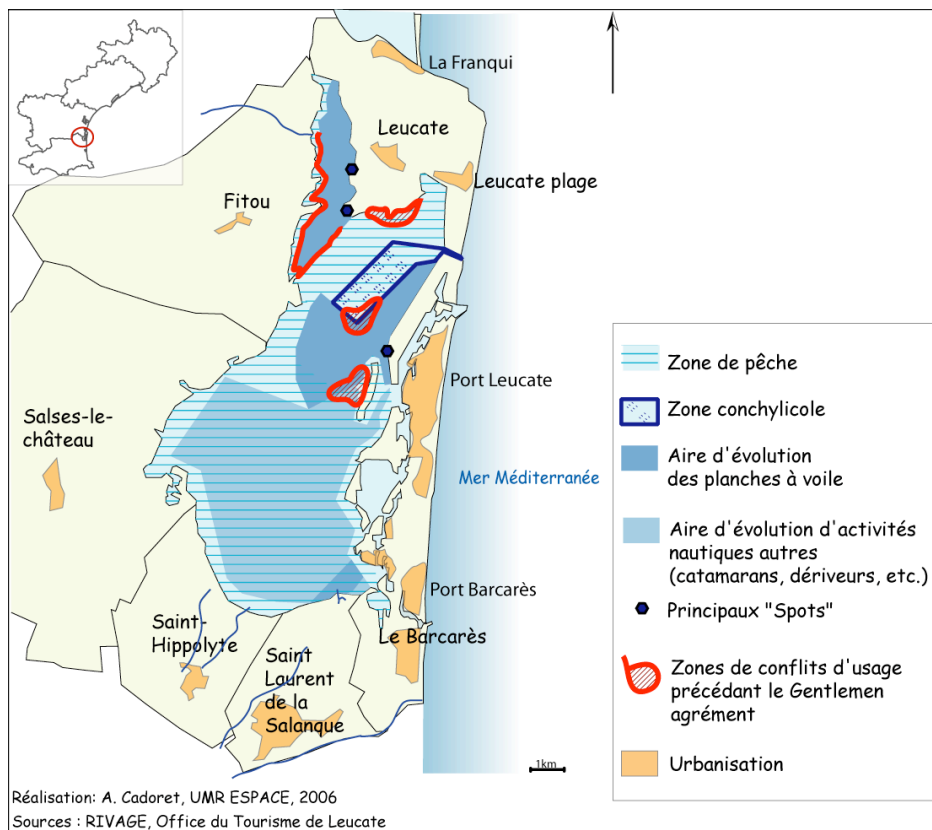 La Franqui
Leucate
Leucate plage
Fitou
Port Leucate
Salses-le-
château
Mer Méditerranée
Port Barcarès
Saint-
Hippolyte
Le Barcarès
Saint
Laurent
de la
Salanque
1km
Zone de pêche
Zone conchylicole
Aire d'évolution
des planches à voile
Aire d'évolution d'activités
nautiques autres
(catamarans, dériveurs, etc.)
Principaux "Spots"
Zones de conflits d'usage
précédant le Gentlemen
agrément
Urbanisation
Réalisation: A. Cadoret, UMR ESPACE, 2006
Sources : RIVAGE, Office du Tourisme de Leucate